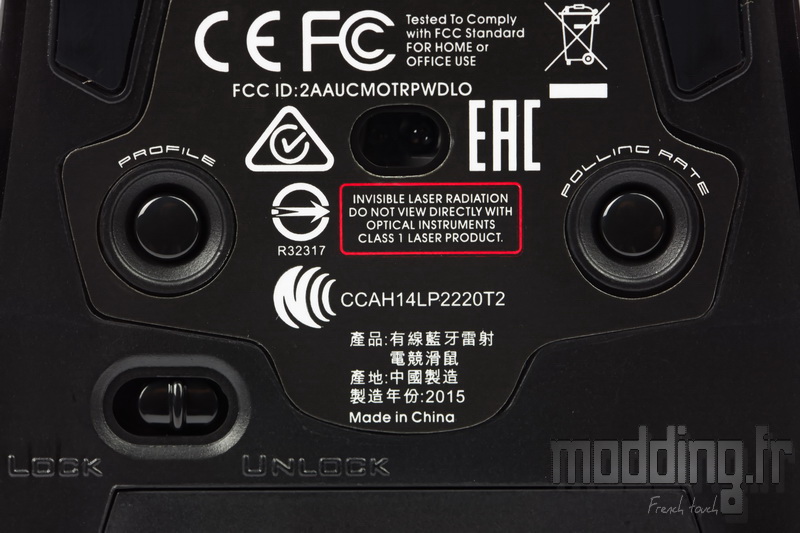 CE FC Tested To Comply
with FCC Standard
FOR HOME or
OFFICE USE
FCC ID:2AAUCMOTRPWDLO
EAC
PROFILE
POLLING RATE
INVISIBLE LASER RADIATION
DO NOT VIEW DIRECTLY WITH
OPTICAL INSTRUMENTS
CLASS 1 LASER PRODUCT.
R32317
CCAH14LP2220T2
產品:有線藍牙雷射
電競滑鼠
產地:中國製造
製造年份:2015
Made in China
LOCK
UNLOCK
modding.fr
French touch